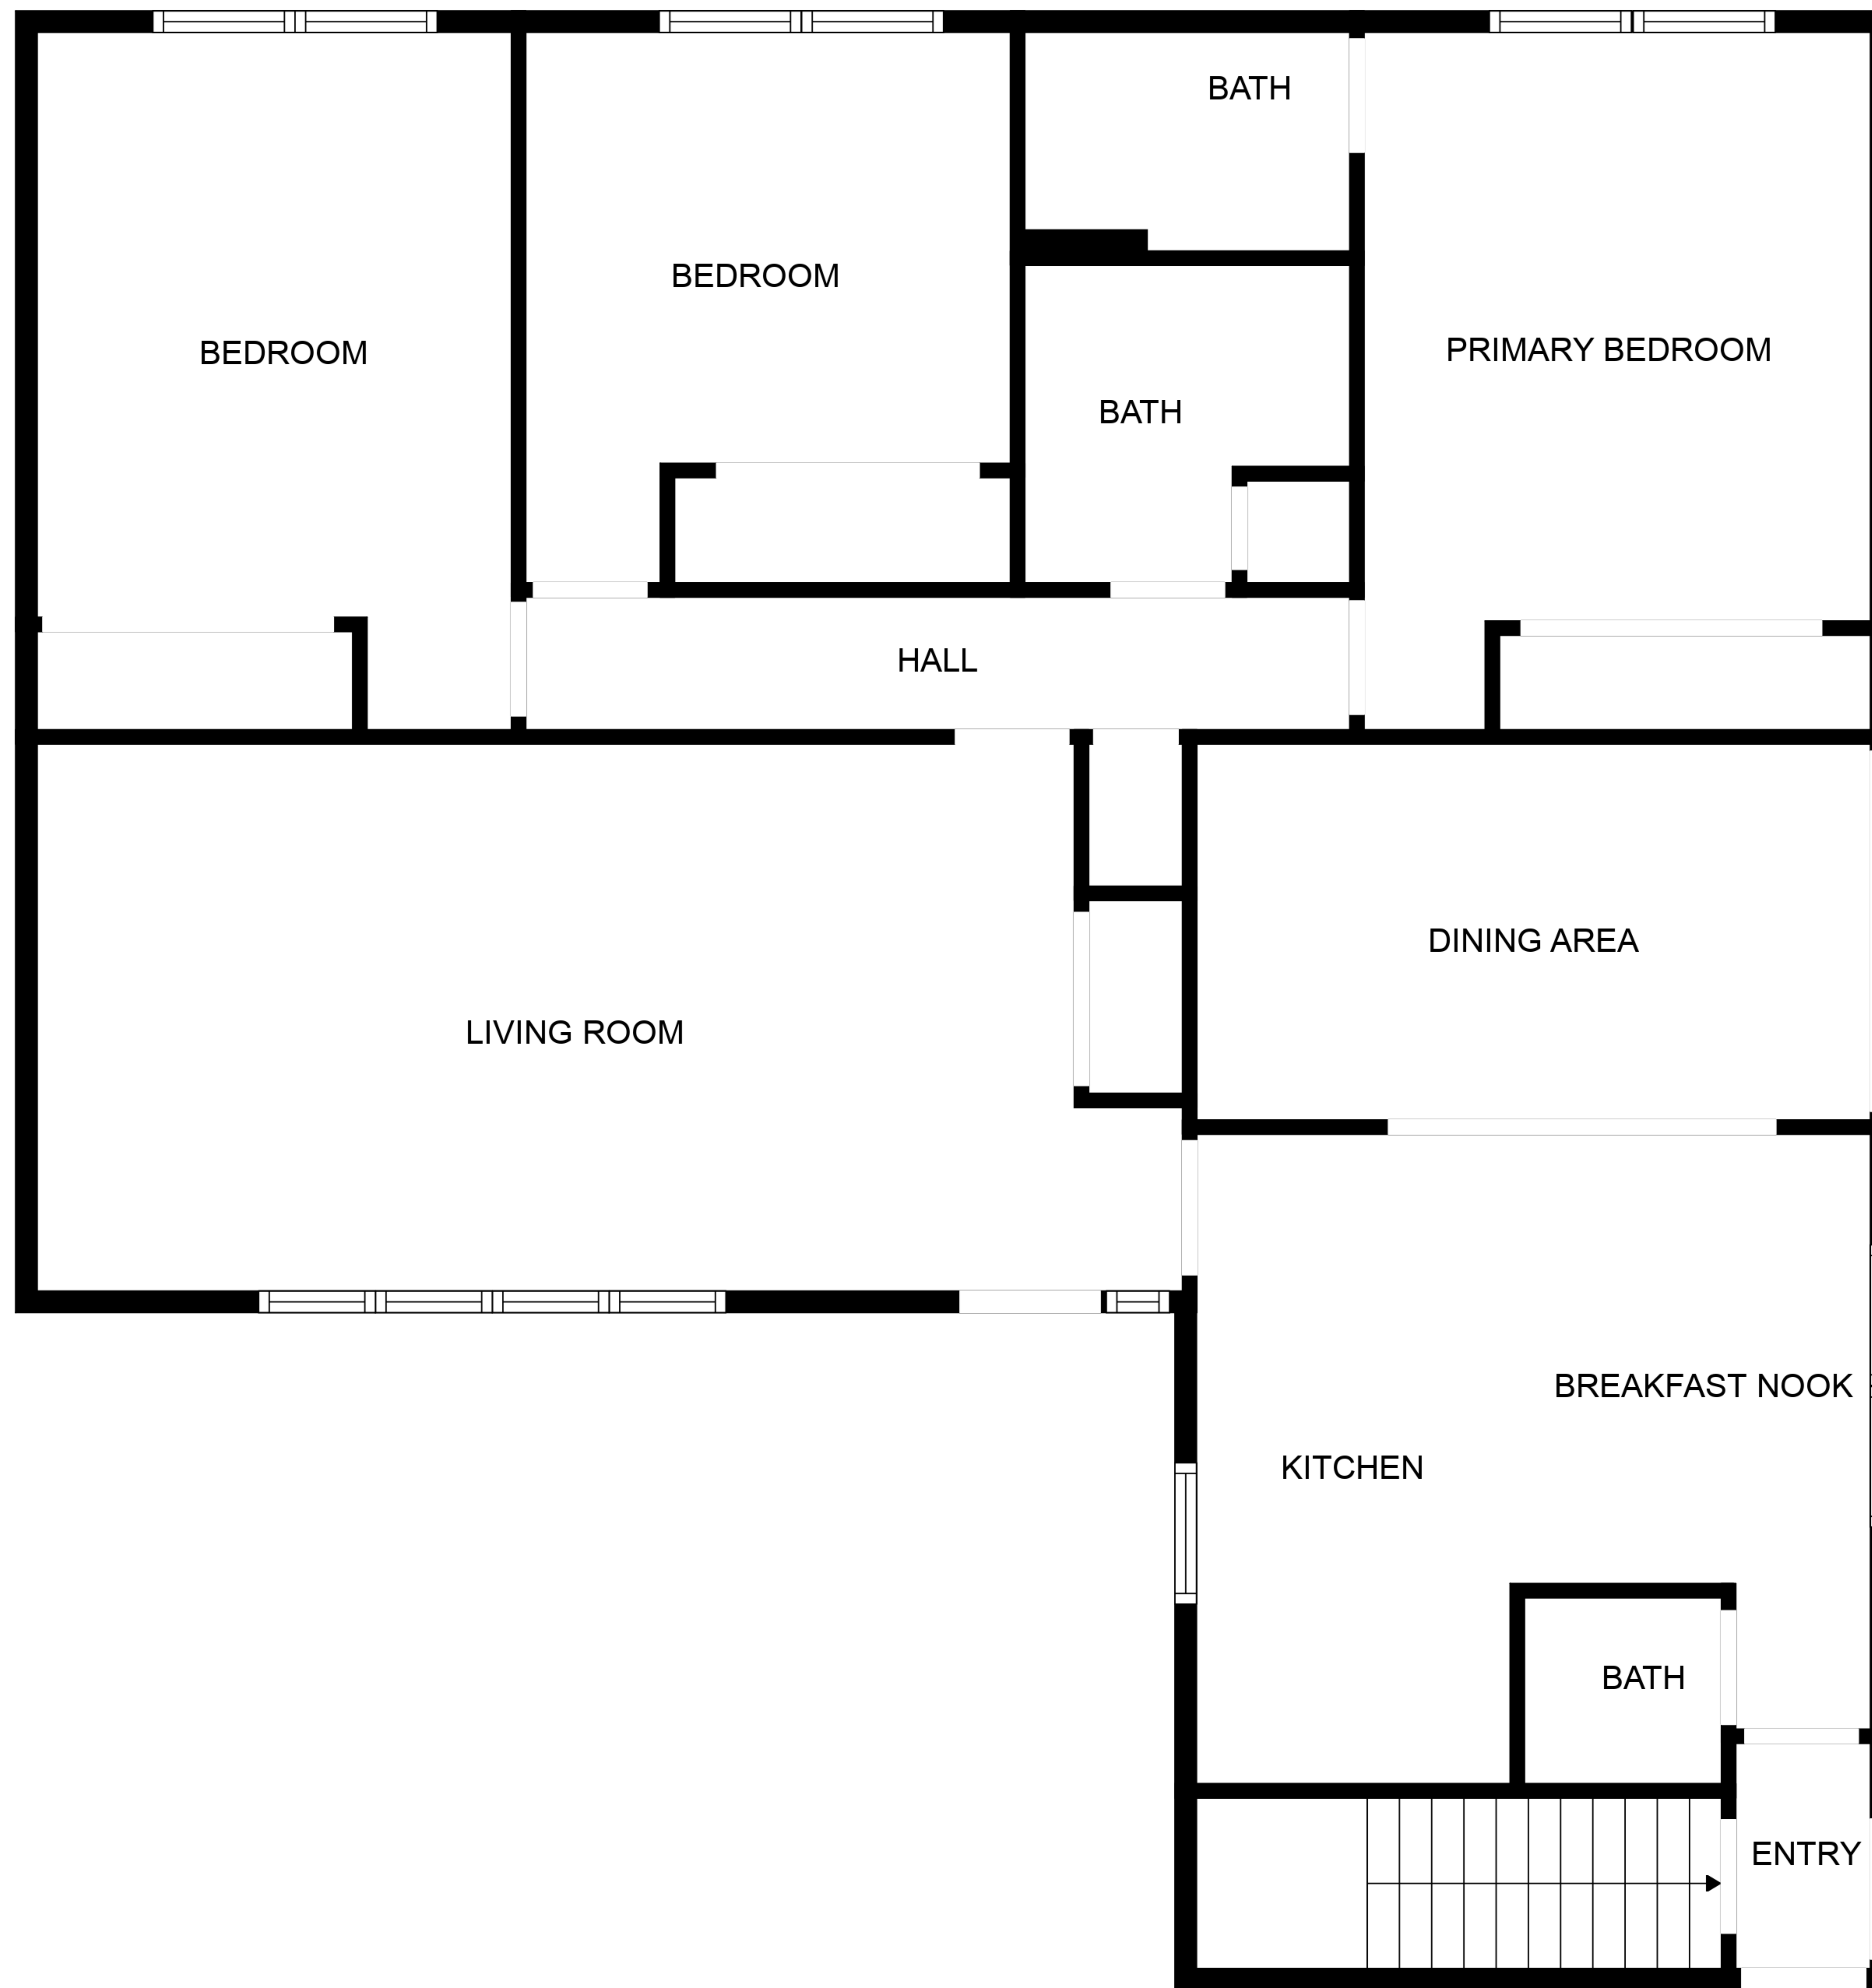 BATH
BEDROOM
BEDROOM
PRIMARY BEDROOM
BATH
HALL
DINING AREA
LIVING ROOM
BREAKFAST NOOK
KITCHEN
BATH
ENTRY